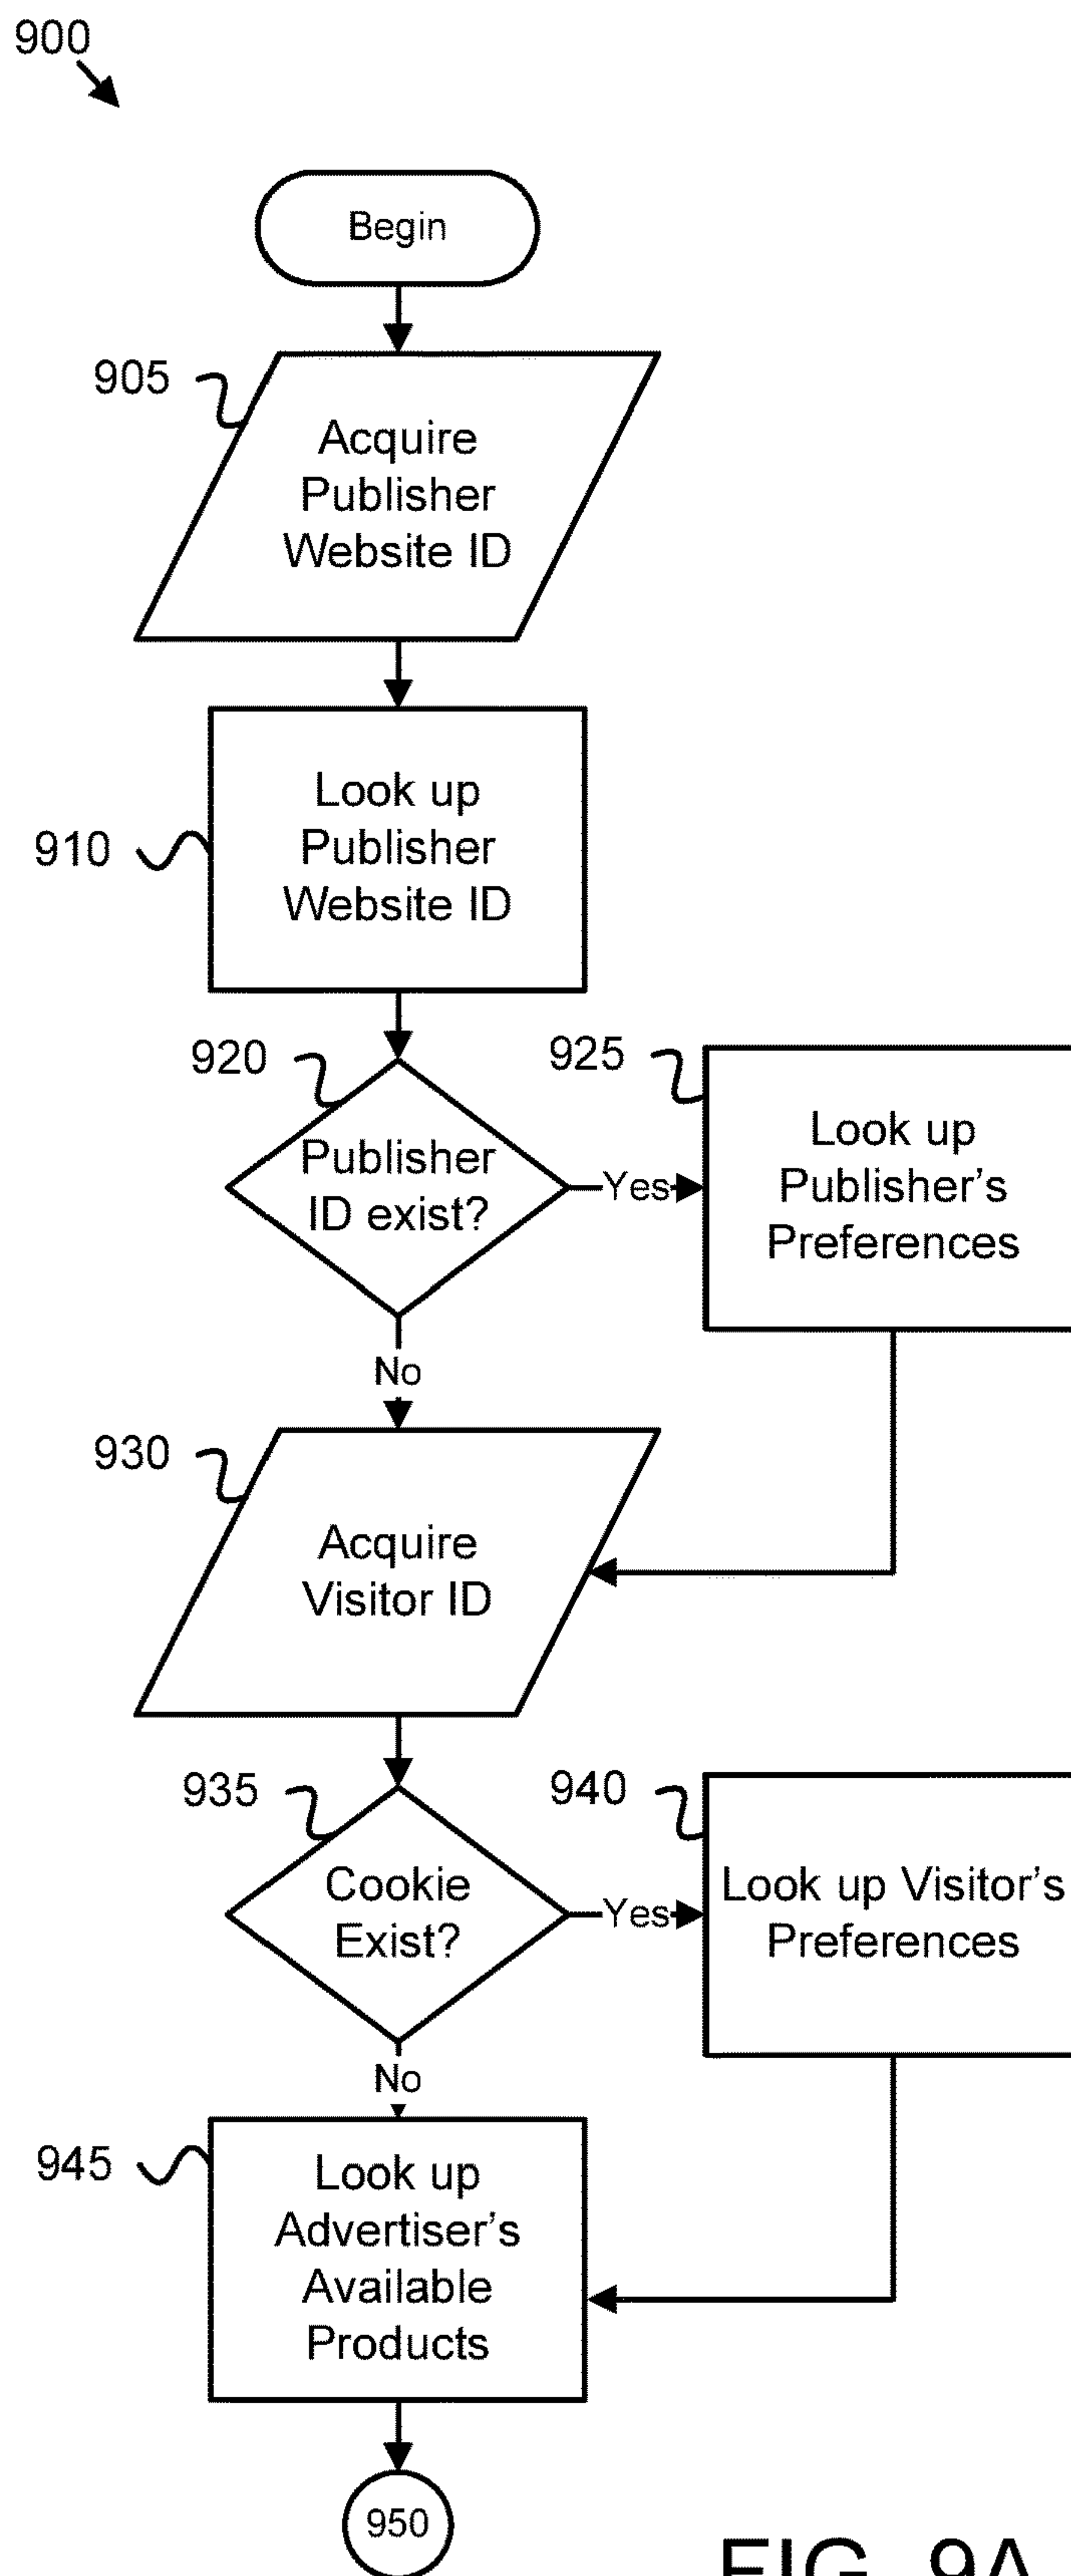 900
Begin
905
Acquire
Publisher
Website ID
910
Look up
Publisher
Website ID
920
Publisher
ID exist?
Yes
925
Look up
Publisher’s
Preferences
No
930
Acquire
Visitor ID
935
Cookie
Exist?
Yes
940
Look up Visitor’s
Preferences
No
945
Look up
Advertiser’s
Available
Products
950
FIG. 9A